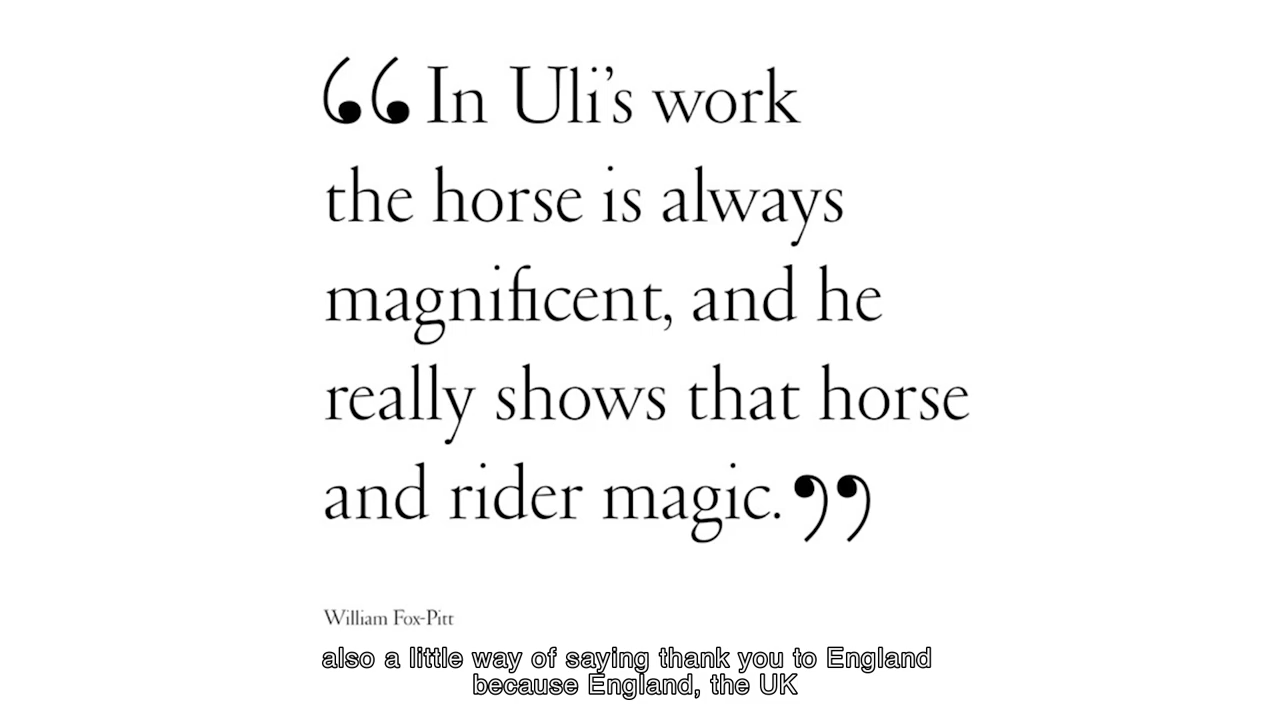 “In Uli’s work
the horse is always
magnificent, and he
really shows that horse
and rider magic.”
William Fox-Pitt
also a little way of saying thank you to England
because England, the UK